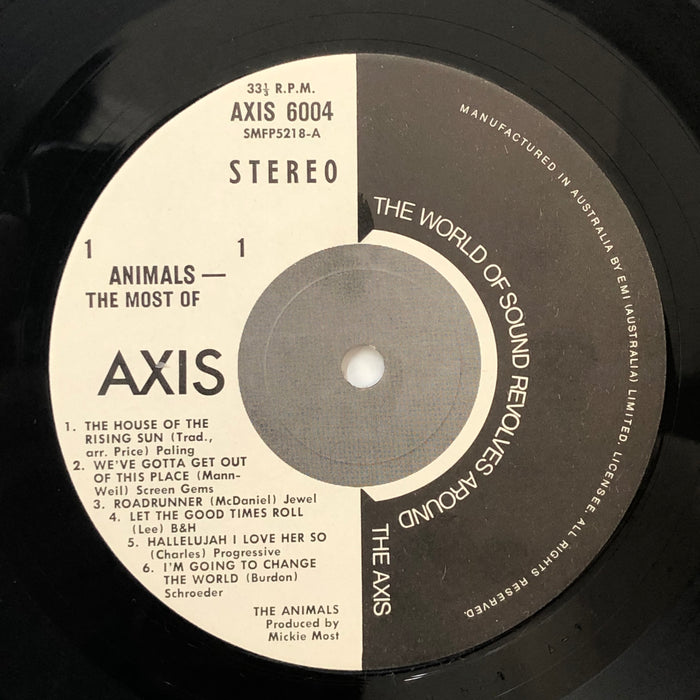 33⅓ R.P.M.
AXIS 6004
SMFP5218-A
STEREO
1 1
ANIMALS —
THE MOST OF
AXIS
1. THE HOUSE OF THE
RISING SUN (Trad.,
arr. Price) Paling
2. WE'VE GOTTA GET OUT
OF THIS PLACE (Mann-
Weil) Screen Gems
3. ROADRUNNER (McDaniel) Jewel
4. LET THE GOOD TIMES ROLL
(Lee) B&H
5. HALLELUJAH I LOVE HER SO
(Charles) Progressive
6. I'M GOING TO CHANGE
THE WORLD (Burdon)
Schroeder
THE ANIMALS
Produced by
Mickie Most
THE WORLD OF SOUND REVOLVES AROUND
THE AXIS
MANUFACTURED IN AUSTRALIA BY EMI (AUSTRALIA) LIMITED. LICENSEE. ALL RIGHTS RESERVED.